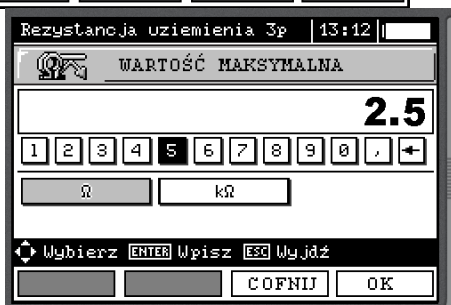 Rezystancja uziemienia 3p 13:12
WARTOŚĆ MAKSYMALNA
2.5
1 2 3 4 5 6 7 8 9 0 , ←
Ω kΩ
Wybierz ENTER Wpisz ESC Wyjdź
COFNIJ OK